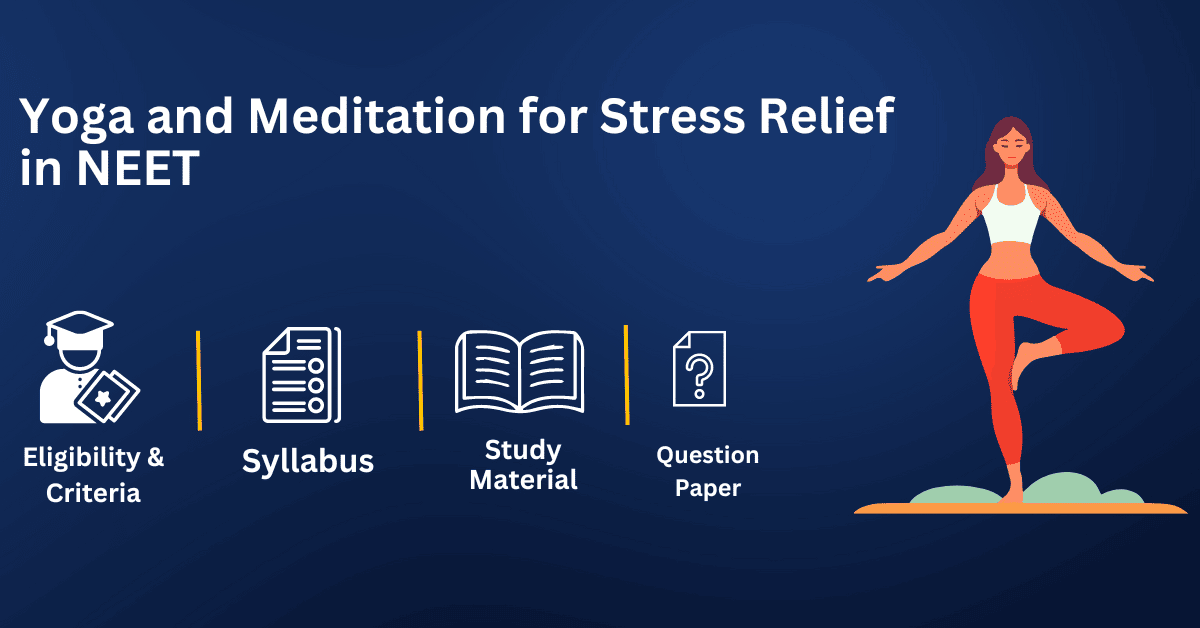 Yoga and Meditation for Stress Relief
in NEET
Eligibility &
Criteria
Syllabus
Study
Material
Question
Paper